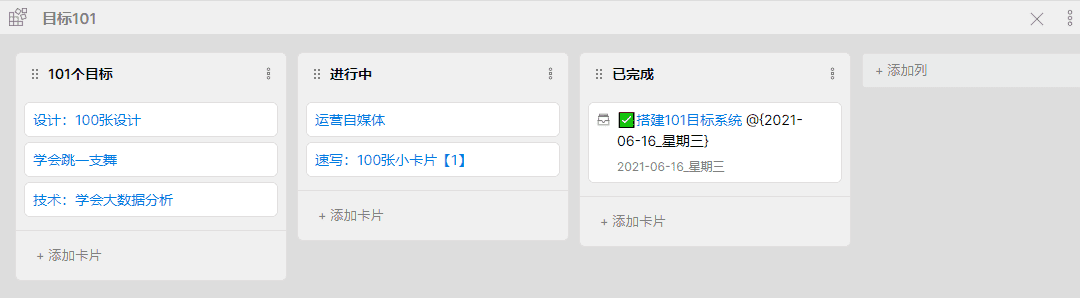 目标101
101个目标
设计：100张设计
学会跳一支舞
技术：学会大数据分析
+ 添加卡片
进行中
运营自媒体
速写：100张小卡片【1】
+ 添加卡片
已完成
✅搭建101目标系统 @{2021-
06-16_星期三}
2021-06-16_星期三
+ 添加卡片
+ 添加列